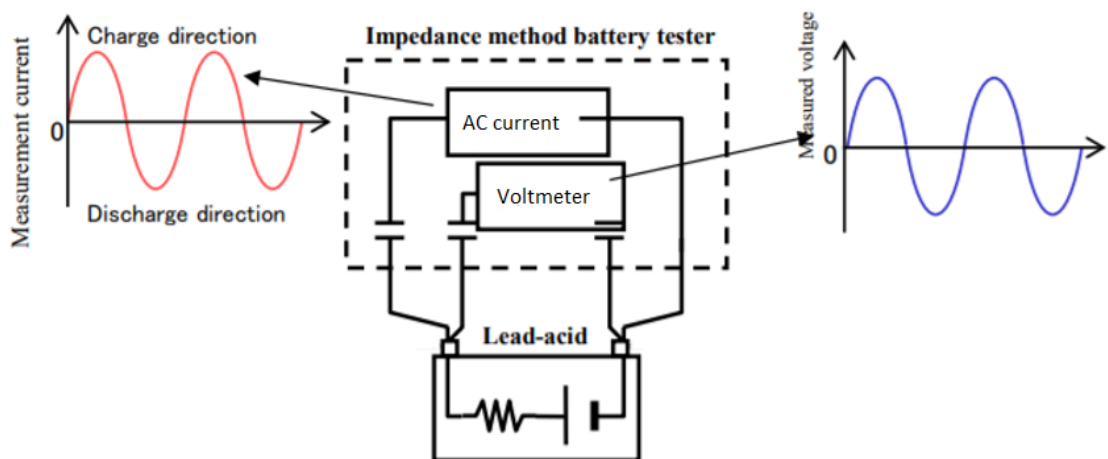 Measurement current
Charge direction
0
Discharge direction
Impedance method battery tester
AC current
Voltmeter
Measured voltage
0
Lead-acid